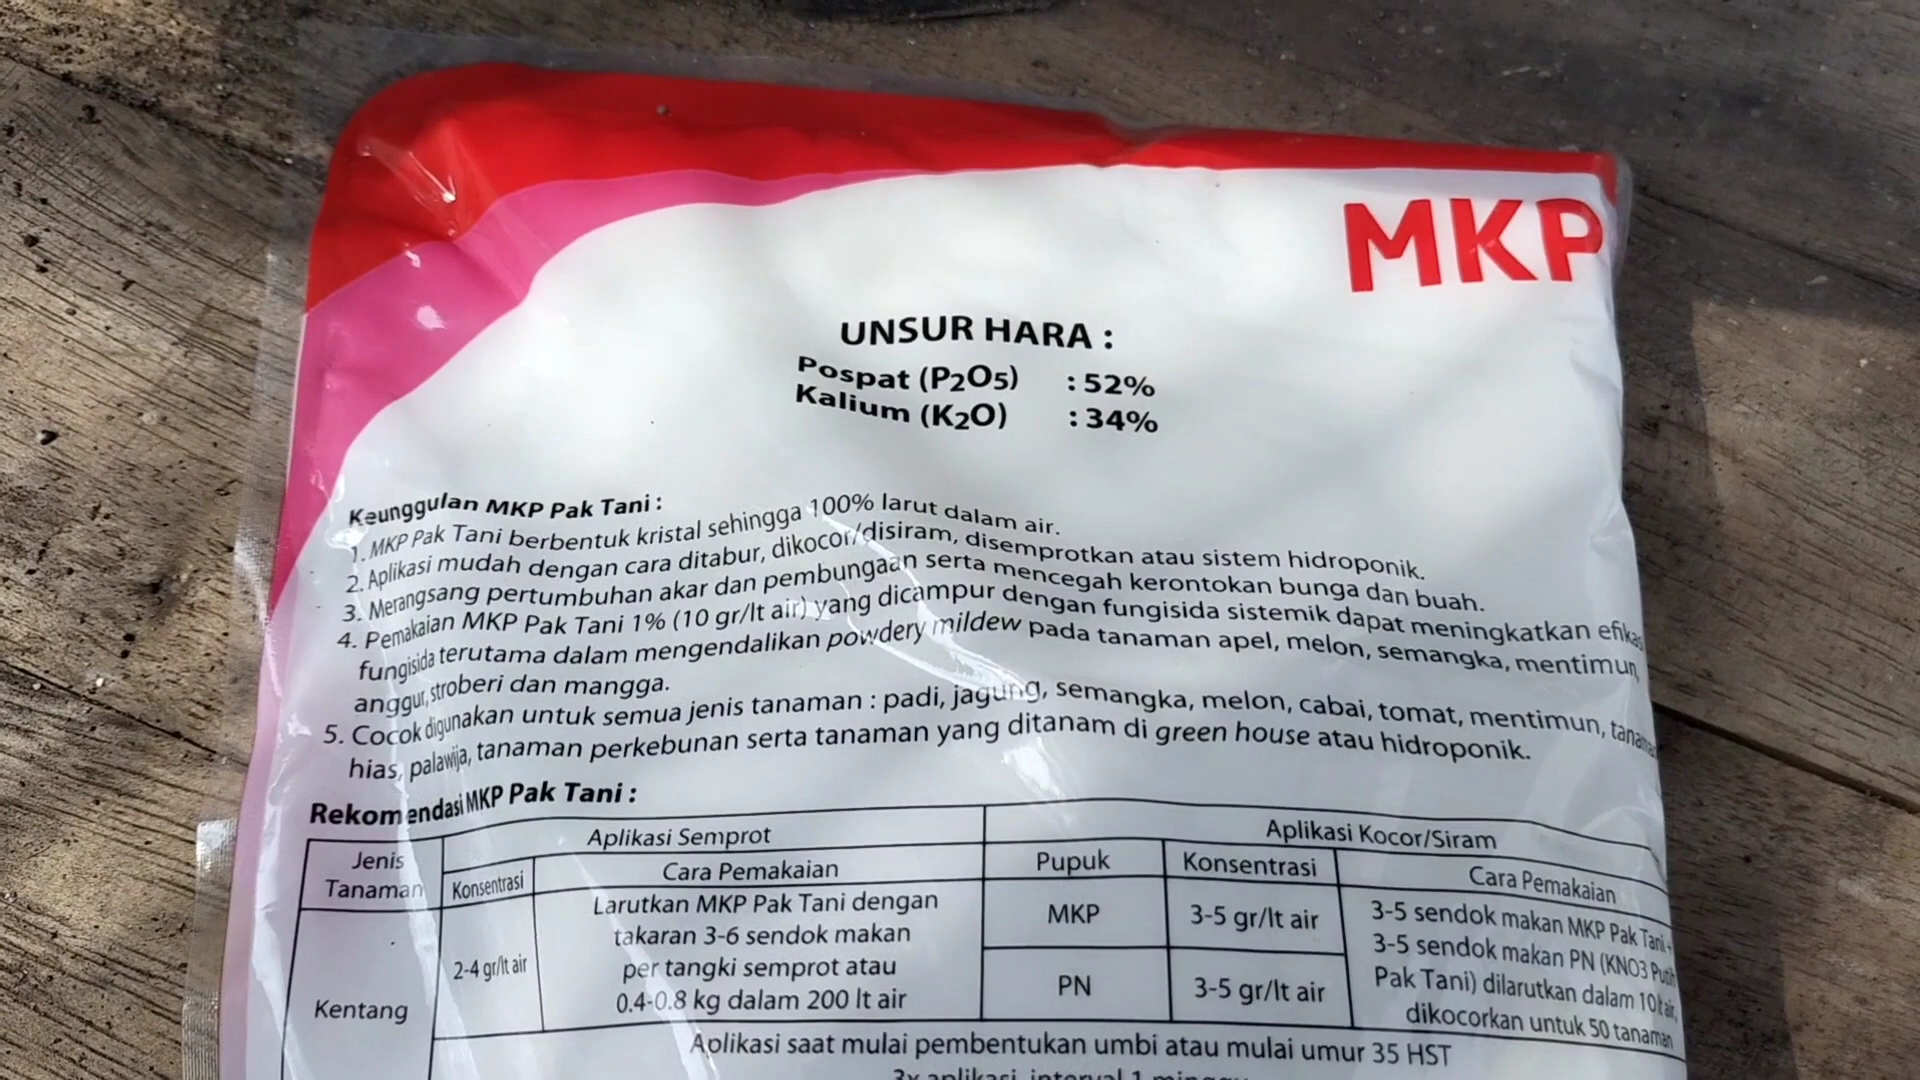 MKP
UNSUR HARA :
Pospat (P2O5) : 52%
Kalium (K2O) : 34%
Keunggulan MKP Pak Tani :
1. MKP Pak Tani berbentuk kristal sehingga 100% larut dalam air.
2. Aplikasi mudah dengan cara ditabur, dikocor/disiram, disemprotkan atau sistem hidroponik.
3. Merangsang pertumbuhan akar dan pembungaan serta mencegah kerontokan bunga dan buah.
4. Pemakaian MKP Pak Tani 1% (10 gr/lt air) yang dicampur dengan fungisida sistemik dapat meningkatkan
fungisida terutama dalam mengendalikan powdery mildew pada tanaman apel, melon, semangka, mentimun,
anggur, stroberi dan mangga.
5. Cocok digunakan untuk semua jenis tanaman : padi, jagung, semangka, melon, cabai, tomat, mentimun,
hias, palawija, tanaman perkebunan serta tanaman yang ditanam di green house atau hidroponik.
Rekomendasi MKP Pak Tani :
Jenis
Tanaman
Aplikasi Semprot
Aplikasi Kocor/Siram
Konsentrasi
Cara Pemakaian
Pupuk
Konsentrasi
Cara Pemakaian
Kentang
2-4 gr/lt air
Larutkan MKP Pak Tani dengan
takaran 3-6 sendok makan
per tangki semprot atau
0.4-0.8 kg dalam 200 lt air
MKP
3-5 gr/lt air
PN
3-5 gr/lt air
3-5 sendok makan MKP Pak Tani +
3-5 sendok makan PN (KNO3 Putih
Pak Tani) dilarutkan dalam 10 lt air,
dikocorkan untuk 50 tanaman
Aplikasi saat mulai pembentukan umbi atau mulai umur 35 HST
3x aplikasi, interval 1 minggu